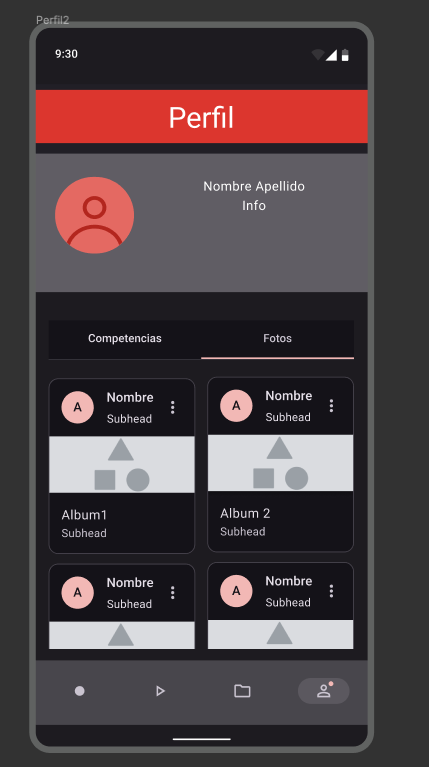 Perfil2
9:30
Perfil
Nombre Apellido
Info
Competencias
Fotos
A
Nombre
Subhead
Album1
Subhead
A
Nombre
Subhead
Album 2
Subhead
A
Nombre
Subhead
A
Nombre
Subhead